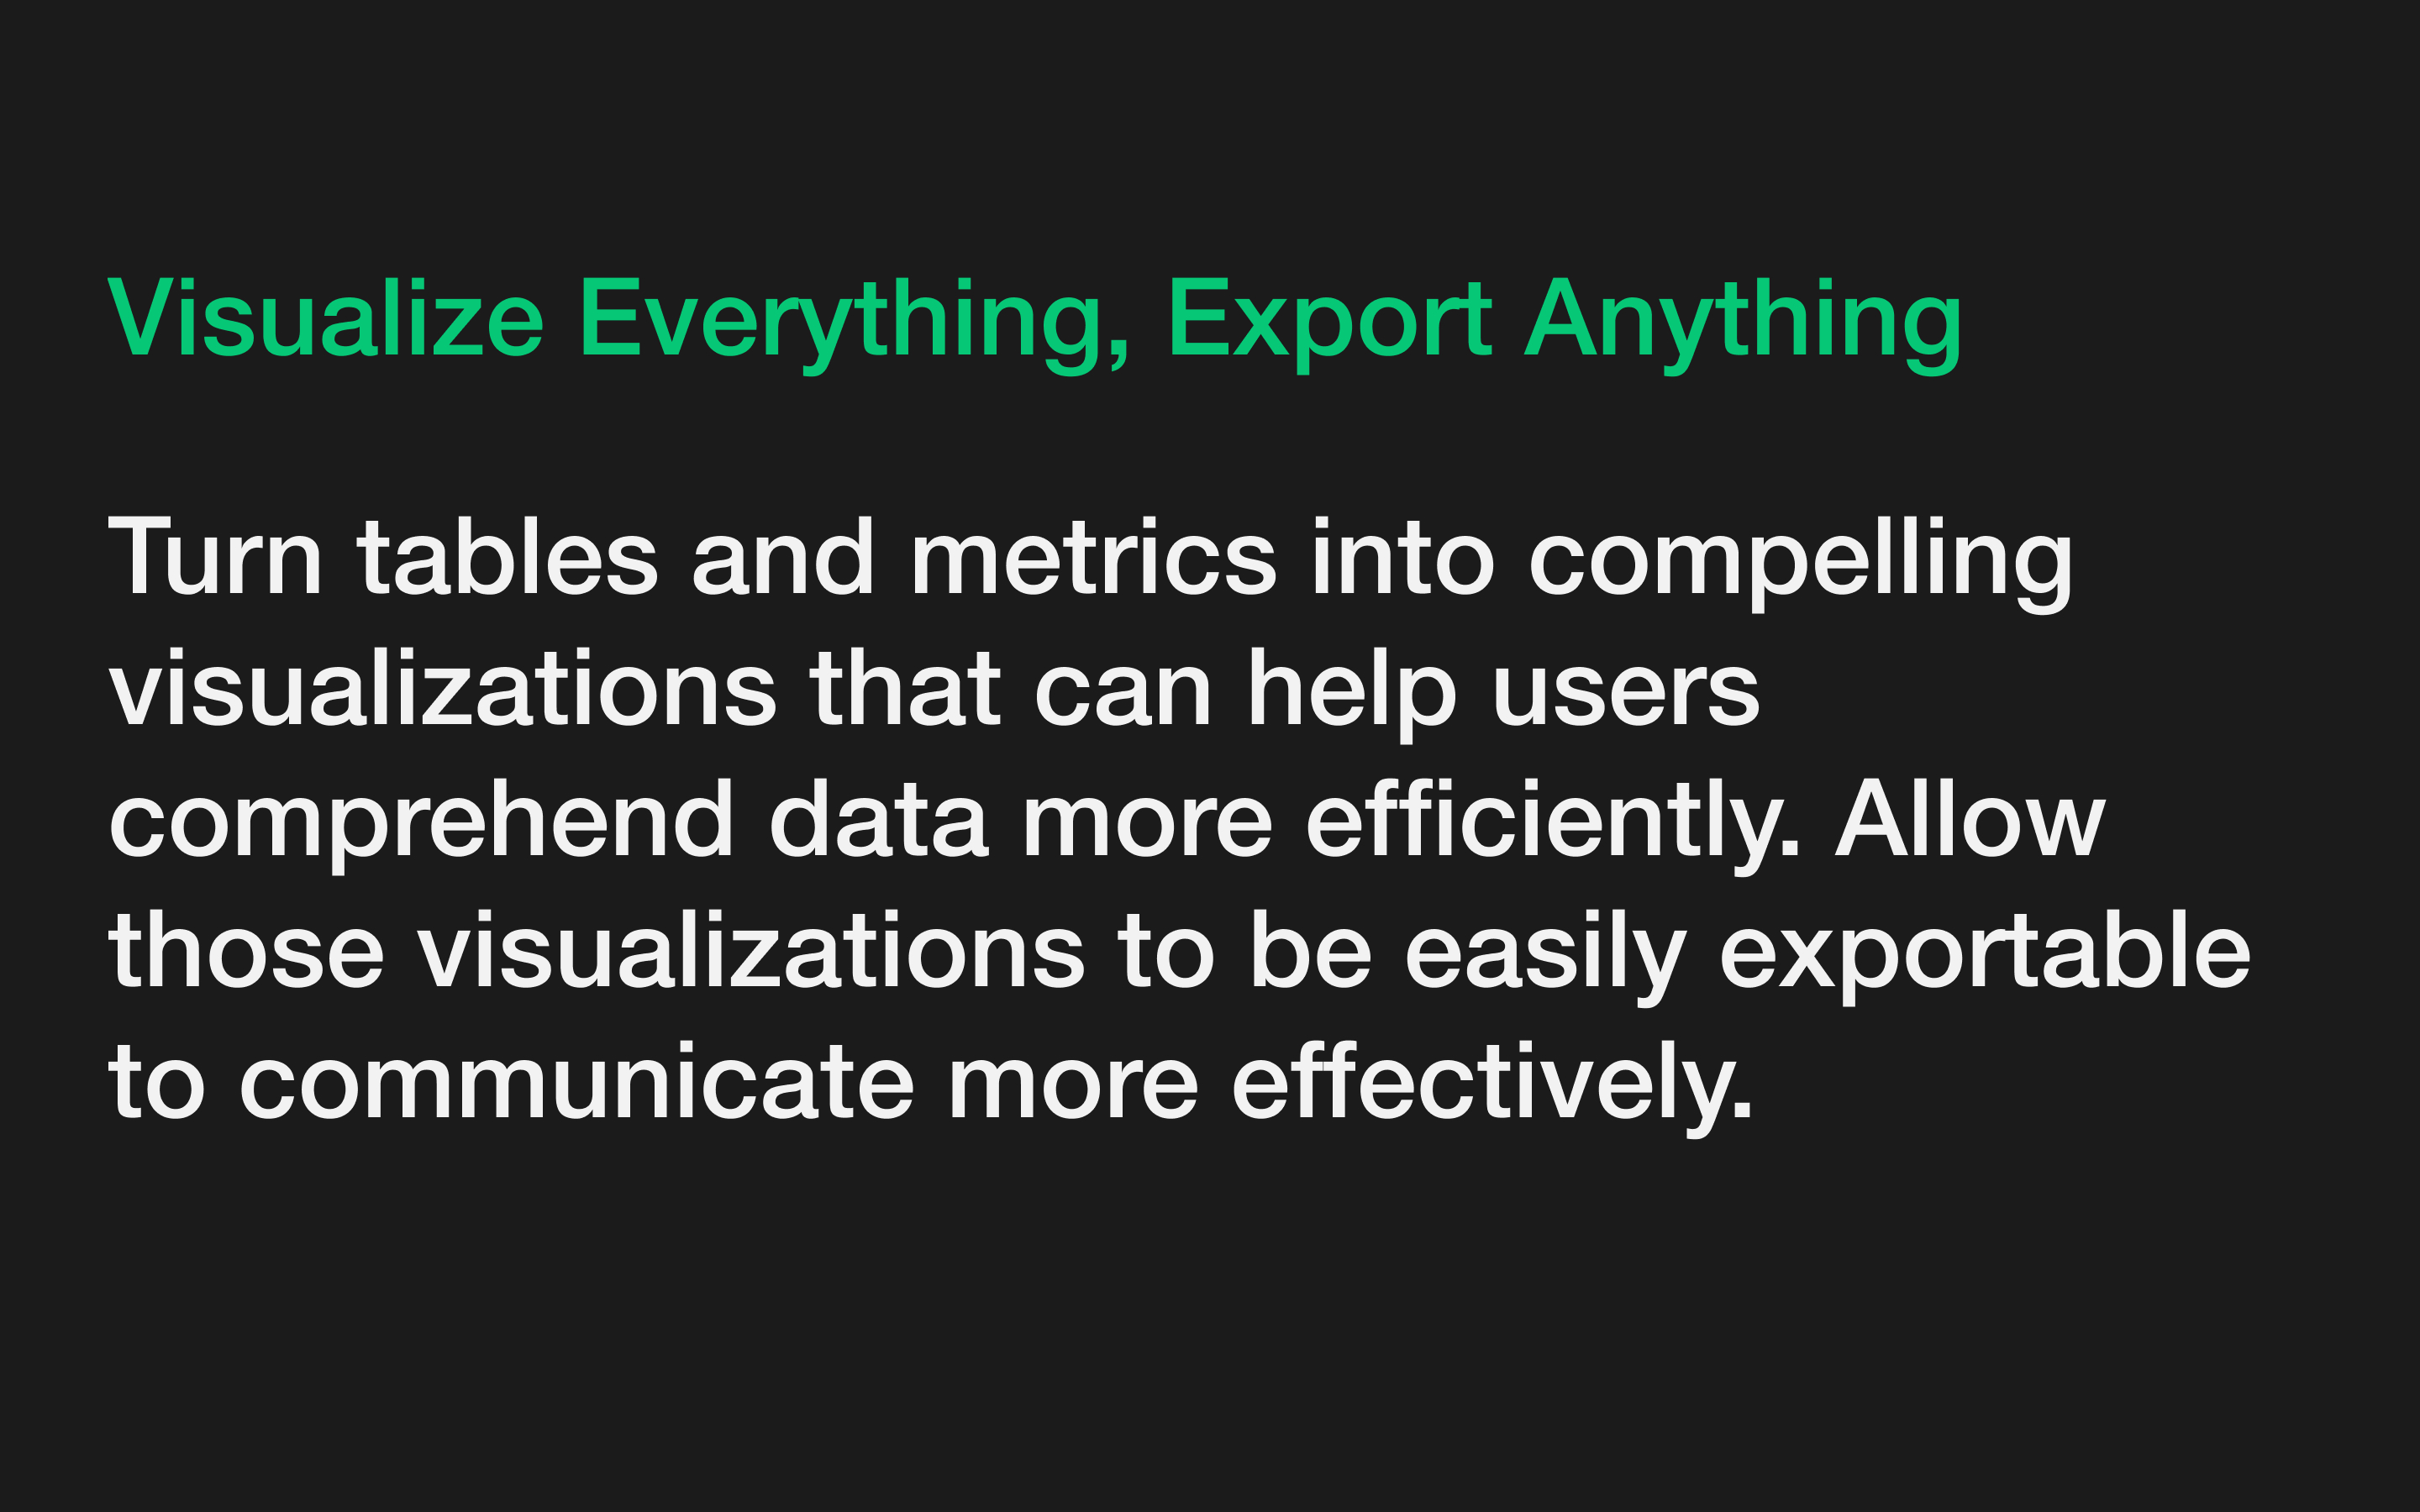 Visualize Everything, Export Anything
Turn tables and metrics into compelling
visualizations that can help users
comprehend data more efficiently. Allow
those visualizations to be easily exportable
to communicate more effectively.